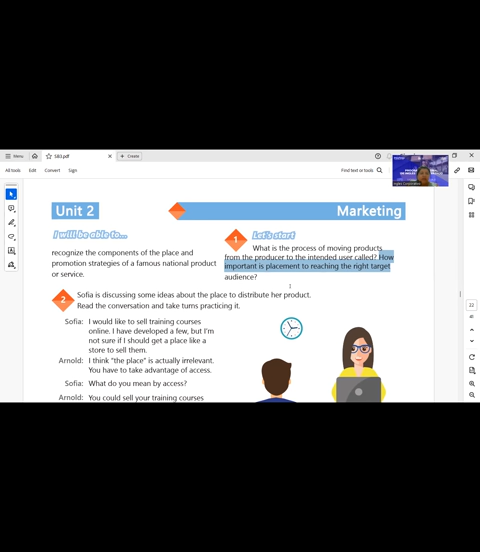 Menu
SB3.pdf
Create
All tools Edit Convert Sign
Find text or tools
Unit 2
Marketing
I will be able to...
Let's start
recognize the components of the place and
promotion strategies of a famous national product
or service.
1
What is the process of moving products
from the producer to the intended user called? How
important is placement to reaching the right target
audience?
2
Sofia is discussing some ideas about the place to distribute her product.
Read the conversation and take turns practicing it.
Sofia: I would like to sell training courses
online. I have developed a few, but I'm
not sure if I should get a place like a
store to sell them.
Arnold: I think "the place" is actually irrelevant.
You have to take advantage of access.
Sofia: What do you mean by access?
Arnold: You could sell your training courses
22